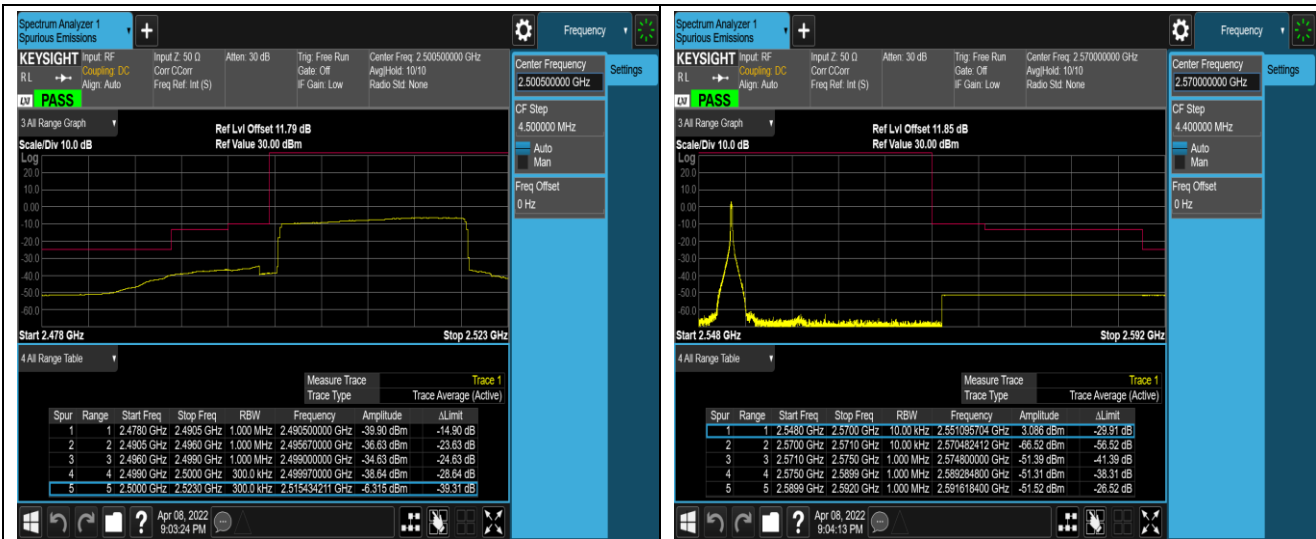 Spectrum Analyzer 1
Spurious Emissions
Frequency
KEYSIGHT
RL
Input: RF
Coupling: DC
Align: Auto
Input Z: 50 Ω
Corr CCorr
Freq Ref: Int (S)
Atten: 30 dB
Trig: Free Run
Gate: Off
IF Gain: Low
Center Freq: 2.500500000 GHz
Avg|Hold: 10/10
Radio Std: None
LXI PASS
Center Frequency
2.500500000 GHz
Settings
CF Step
4.500000 MHz
Auto
Man
Freq Offset
0 Hz
3 All Range Graph
Ref Lvl Offset 11.79 dB
Scale/Div 10.0 dB
Ref Value 30.00 dBm
Log
20.0
10.0
0.00
-10.0
-20.0
-30.0
-40.0
-50.0
-60.0
Start 2.478 GHz
Stop 2.523 GHz
4 All Range Table
Measure Trace Trace 1
Trace Type Trace Average (Active)
Spur Range Start Freq Stop Freq RBW Frequency Amplitude ΔLimit
1 1 2.4780 GHz 2.4905 GHz 1.000 MHz 2.490500000 GHz -39.90 dBm -14.90 dB
2 2 2.4905 GHz 2.4960 GHz 1.000 MHz 2.495670000 GHz -36.63 dBm -23.63 dB
3 3 2.4960 GHz 2.4990 GHz 1.000 MHz 2.499000000 GHz -34.63 dBm -24.63 dB
4 4 2.4990 GHz 2.5000 GHz 300.0 kHz 2.499970000 GHz -38.64 dBm -28.64 dB
5 5 2.5000 GHz 2.5230 GHz 300.0 kHz 2.515434211 GHz -6.315 dBm -39.31 dB
Apr 08, 2022
9:03:24 PM
Spectrum Analyzer 1
Spurious Emissions
Frequency
KEYSIGHT
RL
Input: RF
Coupling: DC
Align: Auto
Input Z: 50 Ω
Corr CCorr
Freq Ref: Int (S)
Atten: 30 dB
Trig: Free Run
Gate: Off
IF Gain: Low
Center Freq: 2.570000000 GHz
Avg|Hold: 10/10
Radio Std: None
LXI PASS
Center Frequency
2.570000000 GHz
Settings
CF Step
4.400000 MHz
Auto
Man
Freq Offset
0 Hz
3 All Range Graph
Ref Lvl Offset 11.85 dB
Scale/Div 10.0 dB
Ref Value 30.00 dBm
Log
20.0
10.0
0.00
-10.0
-20.0
-30.0
-40.0
-50.0
-60.0
Start 2.548 GHz
Stop 2.592 GHz
4 All Range Table
Measure Trace Trace 1
Trace Type Trace Average (Active)
Spur Range Start Freq Stop Freq RBW Frequency Amplitude ΔLimit
1 1 2.5480 GHz 2.5700 GHz 10.00 kHz 2.551095704 GHz 3.086 dBm -29.91 dB
2 2 2.5700 GHz 2.5710 GHz 10.00 kHz 2.570482412 GHz -66.52 dBm -56.52 dB
3 3 2.5710 GHz 2.5750 GHz 1.000 MHz 2.574800000 GHz -51.39 dBm -41.39 dB
4 4 2.5750 GHz 2.5899 GHz 1.000 MHz 2.589284800 GHz -51.31 dBm -38.31 dB
5 5 2.5899 GHz 2.5920 GHz 1.000 MHz 2.591618400 GHz -51.52 dBm -26.52 dB
Apr 08, 2022
9:04:13 PM